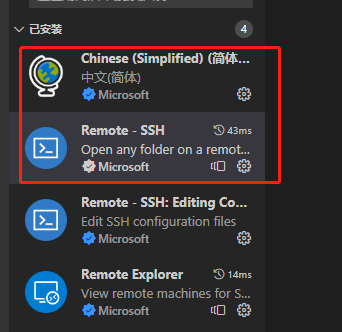 已安装
4
Chinese (Simplified) (简体...
中文(简体)
Microsoft
Remote - SSH
43ms
Open any folder on a remot...
Microsoft
Remote - SSH: Editing Co...
Edit SSH configuration files
Microsoft
Remote Explorer
14ms
View remote machines for S...
Microsoft